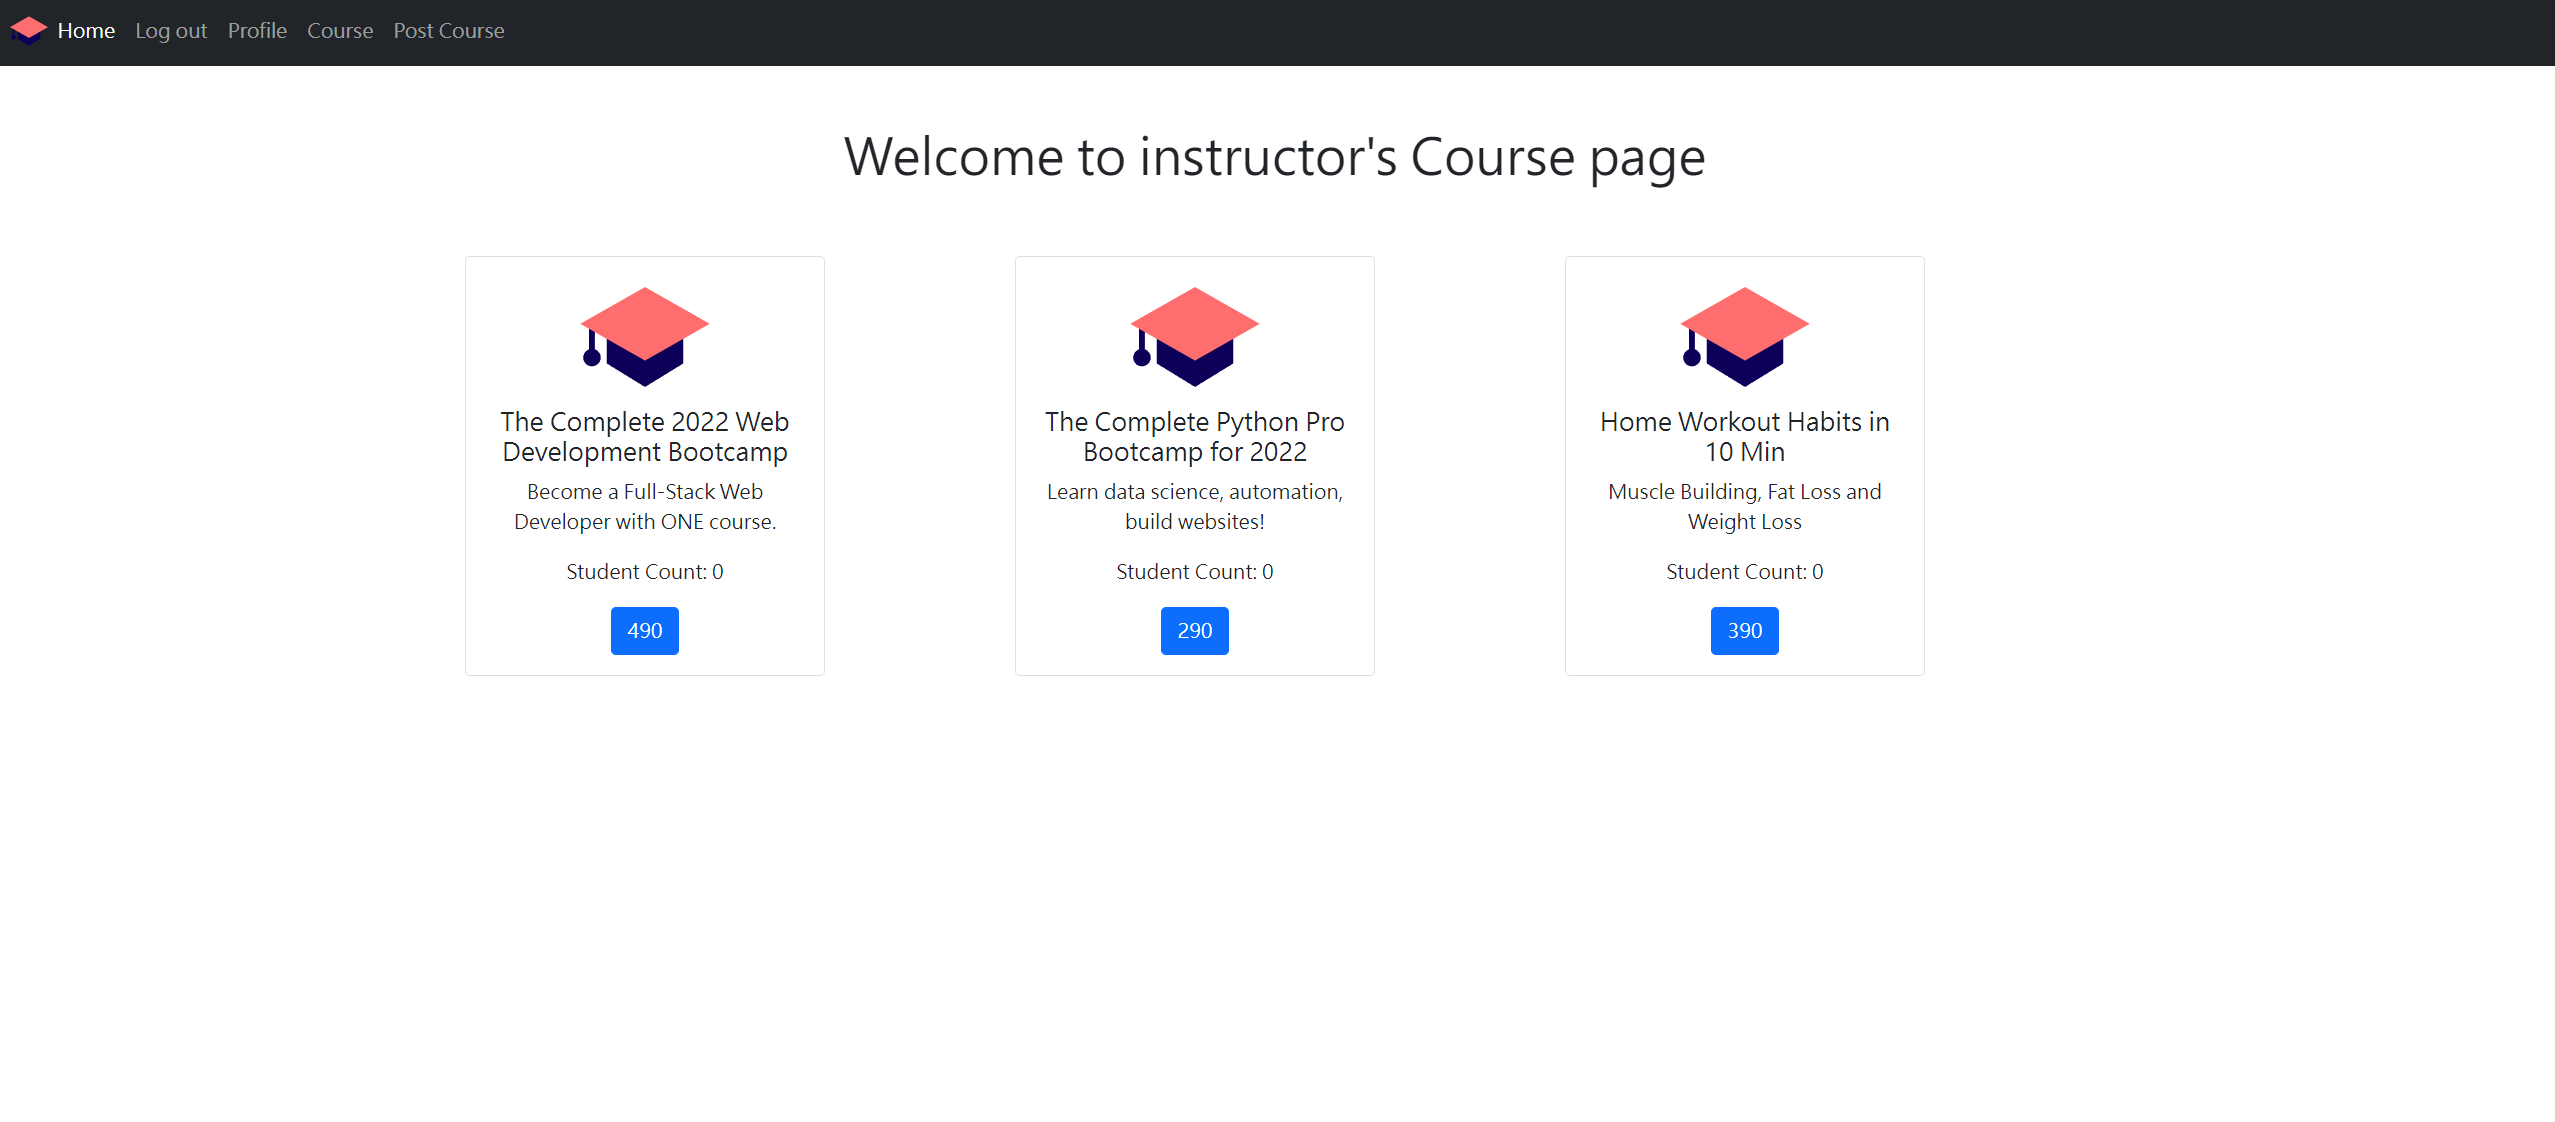 Home Log out Profile Course Post Course
Welcome to instructor's Course page
The Complete 2022 Web
Development Bootcamp
Become a Full-Stack Web
Developer with ONE course.
Student Count: 0
490
The Complete Python Pro
Bootcamp for 2022
Learn data science, automation,
build websites!
Student Count: 0
290
Home Workout Habits in
10 Min
Muscle Building, Fat Loss and
Weight Loss
Student Count: 0
390